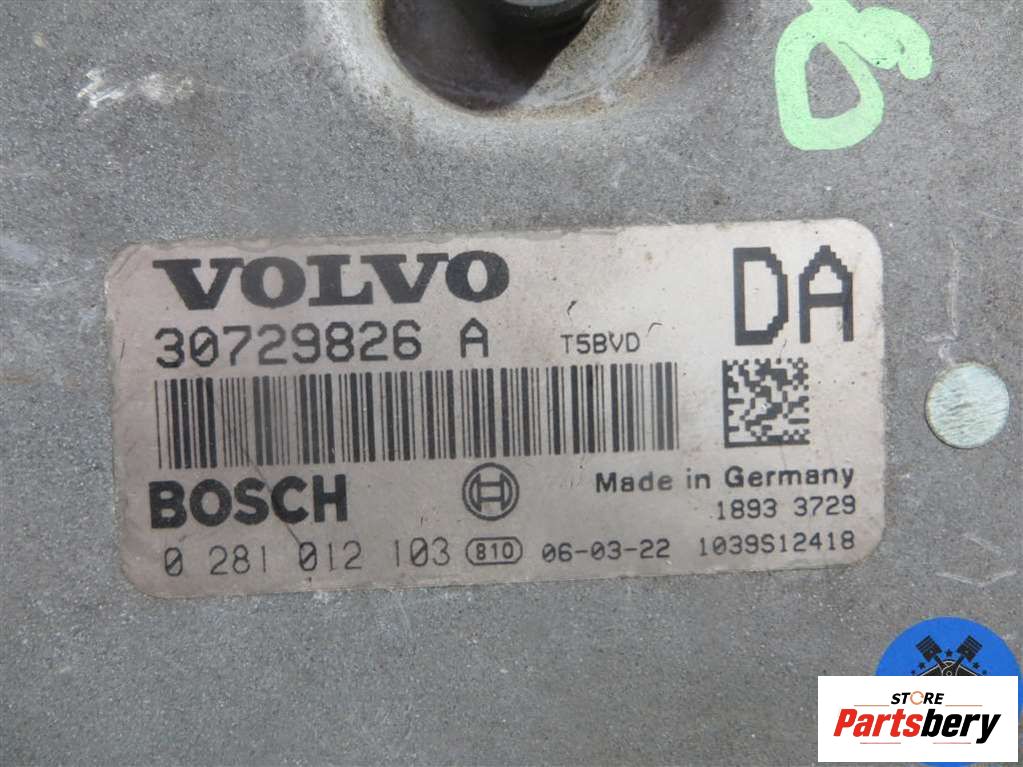 VOLVO
DA
30729826 A T5BVD
BOSCH
Made in Germany
1893 3729
0 281 012 103 810 06-03-22 1039S12418
STORE
Partsbery